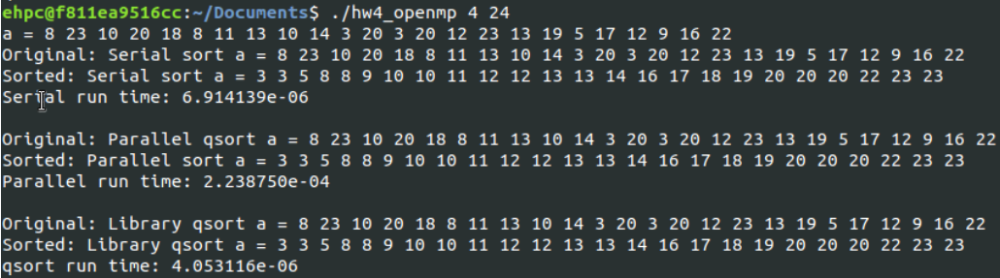 ehpc@f811ea9516cc:~/Documents$ ./hw4_openmp 4 24
a = 8 23 10 20 18 8 11 13 10 14 3 20 3 20 12 23 13 19 5 17 12 9 16 22
Original: Serial sort a = 8 23 10 20 18 8 11 13 10 14 3 20 3 20 12 23 13 19 5 17 12 9 16 22
Sorted: Serial sort a = 3 3 5 8 8 9 10 10 11 12 12 13 13 14 16 17 18 19 20 20 20 22 23 23
Serial run time: 6.914139e-06
Original: Parallel qsort a = 8 23 10 20 18 8 11 13 10 14 3 20 3 20 12 23 13 19 5 17 12 9 16 22
Sorted: Parallel sort a = 3 3 5 8 8 9 10 10 11 12 12 13 13 14 16 17 18 19 20 20 20 22 23 23
Parallel run time: 2.238750e-04
Original: Library qsort a = 8 23 10 20 18 8 11 13 10 14 3 20 3 20 12 23 13 19 5 17 12 9 16 22
Sorted: Library qsort a = 3 3 5 8 8 9 10 10 11 12 12 13 13 14 16 17 18 19 20 20 20 22 23 23
qsort run time: 4.053116e-06